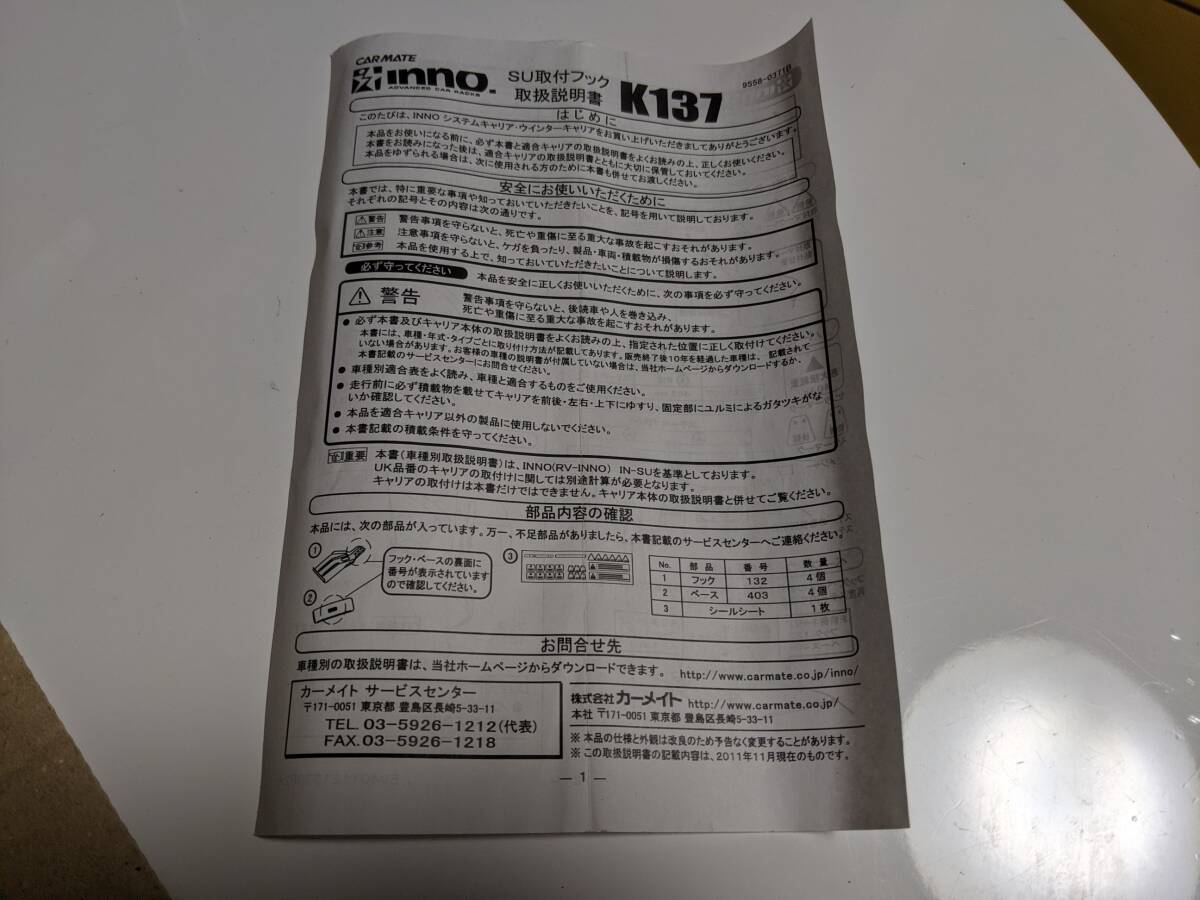 CAR MATE
inno.
ADVANCED CAR RACKS
SU取付フック
取扱説明書
K137
9558-0371B
はじめに
このたびは、INNO システムキャリア・ウインターキャリアをお買い上げいただきましてありがとうございます。
本品をお使いになる前に、必ず本書と適合キャリアの取扱説明書をよくお読みの上、正しくお使いください。
本書をお読みになった後は、適合キャリアの取扱説明書とともに大切に保管しておいてください。
本品をゆずられる場合は、次に使用される方のために本書も併せてお渡しください。
安全にお使いいただくために
本書では、特に重要な事項や知っておいていただきたいことを、記号を用いて説明しております。
それぞれの記号とその内容は次の通りです。
⚠警告 警告事項を守らないと、死亡や重傷に至る重大な事故を起こすおそれがあります。
⚠注意 注意事項を守らないと、ケガを負ったり、製品・車両・積載物が損傷するおそれがあります。
参考 本品を使用する上で、知っておいていただきたいことについて説明します。
必ず守ってください 本品を安全に正しくお使いいただくために、次の事項を必ず守ってください。
⚠ 警告
警告事項を守らないと、後続車や人を巻き込み、
死亡や重傷に至る重大な事故を起こすおそれがあります。
● 必ず本書及びキャリア本体の取扱説明書をよくお読みの上、指定された位置に正しく取付けてください。
本書には、車種・年式・タイプごとに取り付け方法が記載してあります。販売終了後10年を経過した車種は、記載されて
いない場合があります。お客様の車種の説明が付属していない場合は、当社ホームページからダウンロードするか、
本書記載のサービスセンターにお問合せください。
● 車種別適合表をよく読み、車種と適合するものをご使用ください。
● 走行前に必ず積載物を載せてキャリアを前後・左右・上下にゆすり、固定部にユルミによるガタツキがな
いか確認してください。
● 本品を適合キャリア以外の製品に使用しないでください。
● 本書記載の積載条件を守ってください。
重要 本書(車種別取扱説明書)は、INNO(RV-INNO) IN-SUを基準としております。
UK品番のキャリアの取付けに関しては別途計算が必要となります。
キャリアの取付けは本書だけではできません。キャリア本体の取扱説明書と併せてご覧ください。
部品内容の確認
本品には、次の部品が入っています。万一、不足部品がありましたら、本書記載のサービスセンターへご連絡ください。
①
②
フック・ベースの裏面に
番号が表示されています
ので確認してください。
③
No. 部品 番号 数量
1 フック 132 4個
2 ベース 403 4個
3 シールシート 1枚
お問合せ先
車種別の取扱説明書は、当社ホームページからダウンロードできます。 http://www.carmate.co.jp/inno/
カーメイト サービスセンター
〒171-0051 東京都 豊島区長崎5-33-11
TEL.03-5926-1212(代表)
FAX.03-5926-1218
株式会社カーメイト http://www.carmate.co.jp/
本社 〒171-0051 東京都 豊島区長崎5-33-11
※ 本品の仕様と外観は改良のため予告なく変更することがあります。
※ この取扱説明書の記載内容は、2011年11月現在のものです。
— 1 —